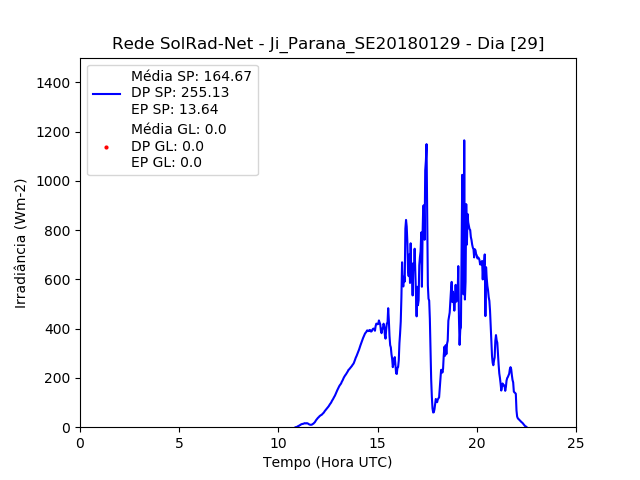 Rede SolRad-Net - Ji_Parana_SE20180129 - Dia [29]
Média SP: 164.67
DP SP: 255.13
EP SP: 13.64
Média GL: 0.0
DP GL: 0.0
EP GL: 0.0
1400
1200
1000
800
600
400
200
0
Irradiância (Wm-2)
0 5 10 15 20 25
Tempo (Hora UTC)